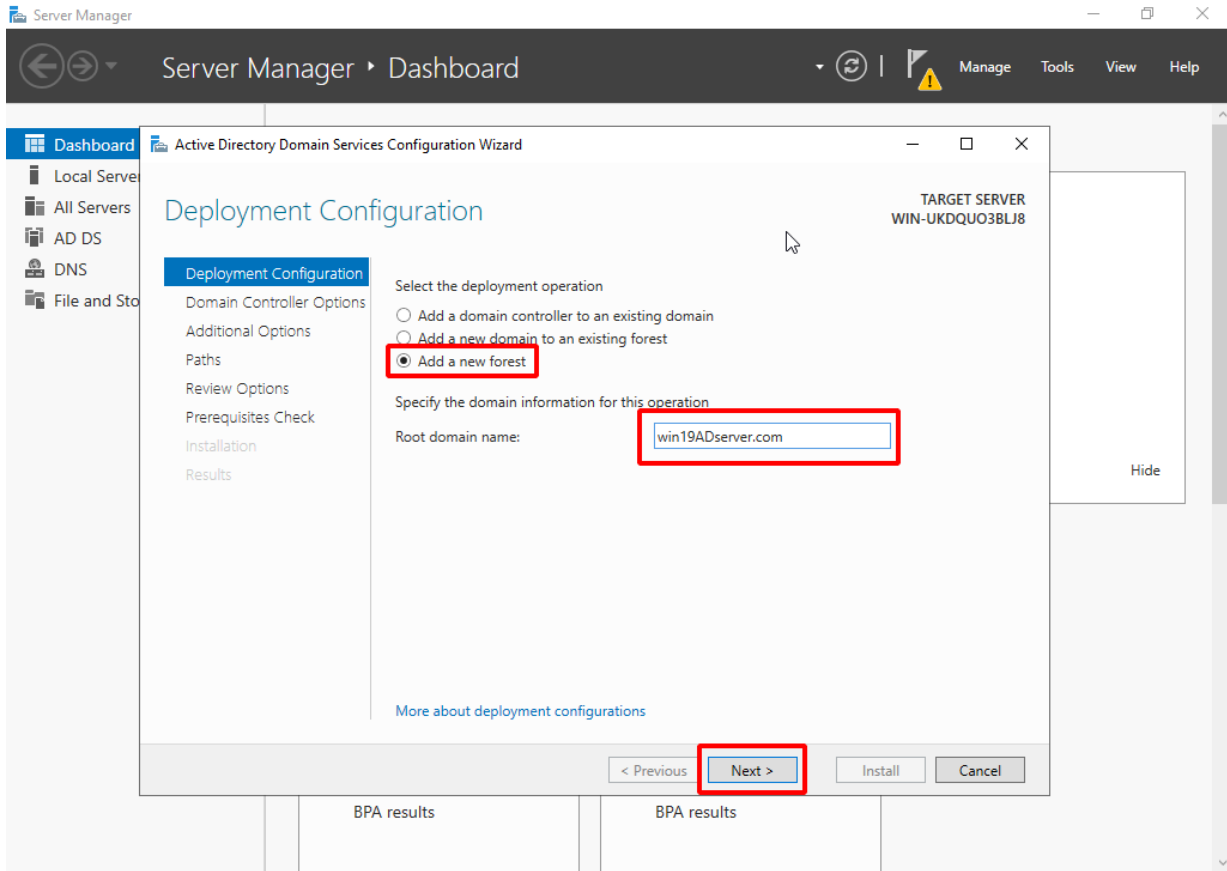 Server Manager
Server Manager ‣ Dashboard
Manage Tools View Help
Dashboard
Local Server
All Servers
AD DS
DNS
File and Sto
Active Directory Domain Services Configuration Wizard
Deployment Configuration
TARGET SERVER
WIN-UKDQUO3BLJ8
Deployment Configuration
Domain Controller Options
Additional Options
Paths
Review Options
Prerequisites Check
Installation
Results
Select the deployment operation
Add a domain controller to an existing domain
Add a new domain to an existing forest
Add a new forest
Specify the domain information for this operation
Root domain name: win19ADserver.com
More about deployment configurations
Hide
< Previous Next > Install Cancel
BPA results BPA results